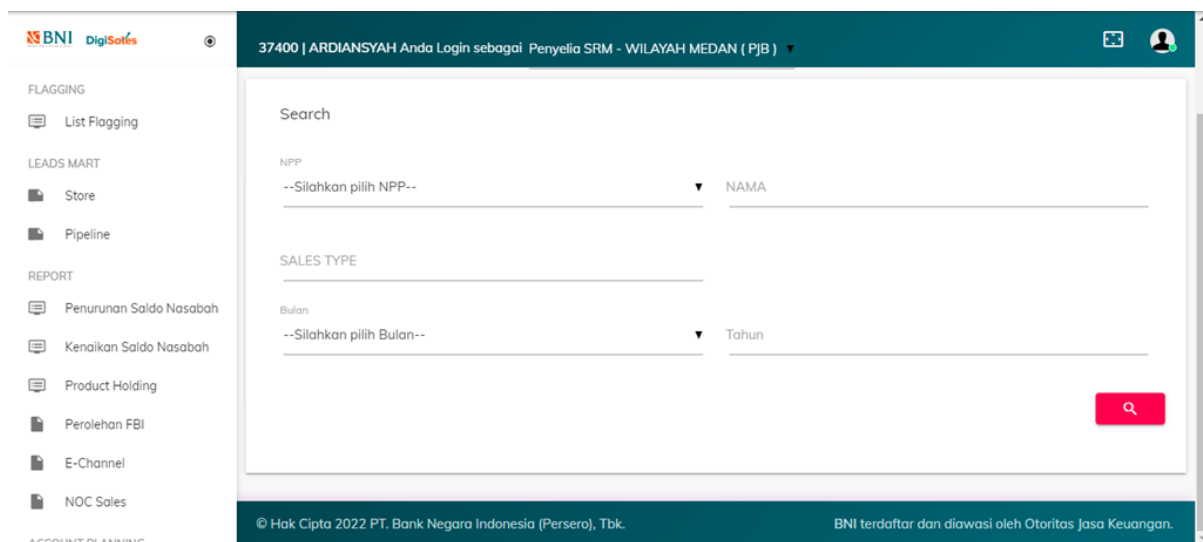 BNI DigiSales
37400 | ARDIANSYAH Anda Login sebagai Penyelia SRM - WILAYAH MEDAN ( PJB )
FLAGGING
List Flagging
LEADS MART
Store
Pipeline
REPORT
Penurunan Saldo Nasabah
Kenaikan Saldo Nasabah
Product Holding
Perolehan FBI
E-Channel
NOC Sales
ACCOUNT PLANNING
Search
NPP
--Silahkan pilih NPP--
NAMA
SALES TYPE
Bulan
--Silahkan pilih Bulan--
Tahun
© Hak Cipta 2022 PT. Bank Negara Indonesia (Persero), Tbk.
BNI terdaftar dan diawasi oleh Otoritas Jasa Keuangan.